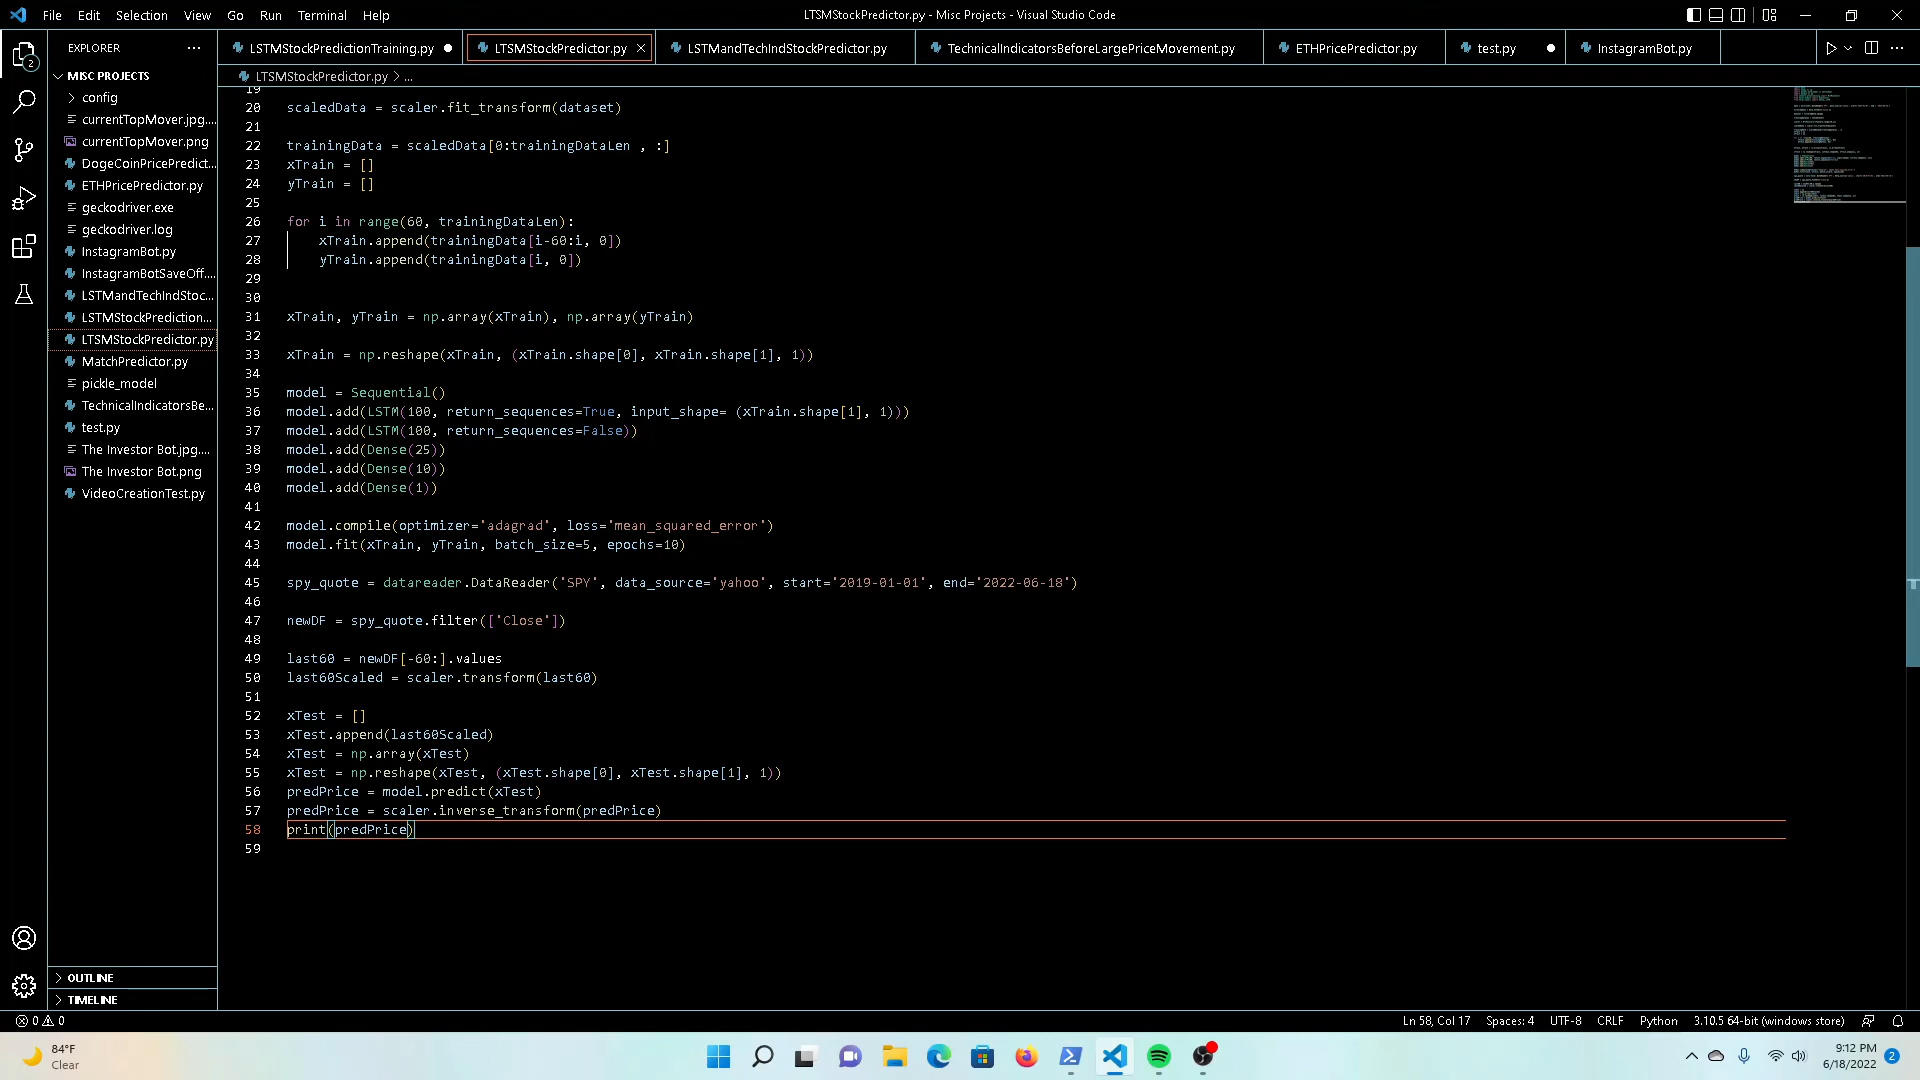 File Edit Selection View Go Run Terminal Help
LTSMStockPredictor.py - Misc Projects - Visual Studio Code
EXPLORER
LSTMStockPredictionTraining.py
LTSMStockPredictor.py
LSTMandTechIndStockPredictor.py
TechnicalIndicatorsBeforeLargePriceMovement.py
ETHPricePredictor.py
test.py
InstagramBot.py
2
MISC PROJECTS
config
currentTopMover.jpg....
currentTopMover.png
DogeCoinPricePredict...
ETHPricePredictor.py
geckodriver.exe
geckodriver.log
InstagramBot.py
InstagramBotSaveOff....
LSTMandTechIndStoc...
LSTMStockPrediction...
LTSMStockPredictor.py
MatchPredictor.py
pickle_model
TechnicalIndicatorsBe...
test.py
The Investor Bot.jpg....
The Investor Bot.png
VideoCreationTest.py
OUTLINE
TIMELINE
LTSMStockPredictor.py > ...
19
20 scaledData = scaler.fit_transform(dataset)
21
22 trainingData = scaledData[0:trainingDataLen , :]
23 xTrain = []
24 yTrain = []
25
26 for i in range(60, trainingDataLen):
27 xTrain.append(trainingData[i-60:i, 0])
28 yTrain.append(trainingData[i, 0])
29
30
31 xTrain, yTrain = np.array(xTrain), np.array(yTrain)
32
33 xTrain = np.reshape(xTrain, (xTrain.shape[0], xTrain.shape[1], 1))
34
35 model = Sequential()
36 model.add(LSTM(100, return_sequences=True, input_shape= (xTrain.shape[1], 1)))
37 model.add(LSTM(100, return_sequences=False))
38 model.add(Dense(25))
39 model.add(Dense(10))
40 model.add(Dense(1))
41
42 model.compile(optimizer='adagrad', loss='mean_squared_error')
43 model.fit(xTrain, yTrain, batch_size=5, epochs=10)
44
45 spy_quote = datareader.DataReader('SPY', data_source='yahoo', start='2019-01-01', end='2022-06-18')
46
47 newDF = spy_quote.filter(['Close'])
48
49 last60 = newDF[-60:].values
50 last60Scaled = scaler.transform(last60)
51
52 xTest = []
53 xTest.append(last60Scaled)
54 xTest = np.array(xTest)
55 xTest = np.reshape(xTest, (xTest.shape[0], xTest.shape[1], 1))
56 predPrice = model.predict(xTest)
57 predPrice = scaler.inverse_transform(predPrice)
58 print(predPrice)
59
0 0
Ln 58, Col 17 Spaces: 4 UTF-8 CRLF Python 3.10.5 64-bit (windows store)
84°F
Clear
9:12 PM
6/18/2022
2